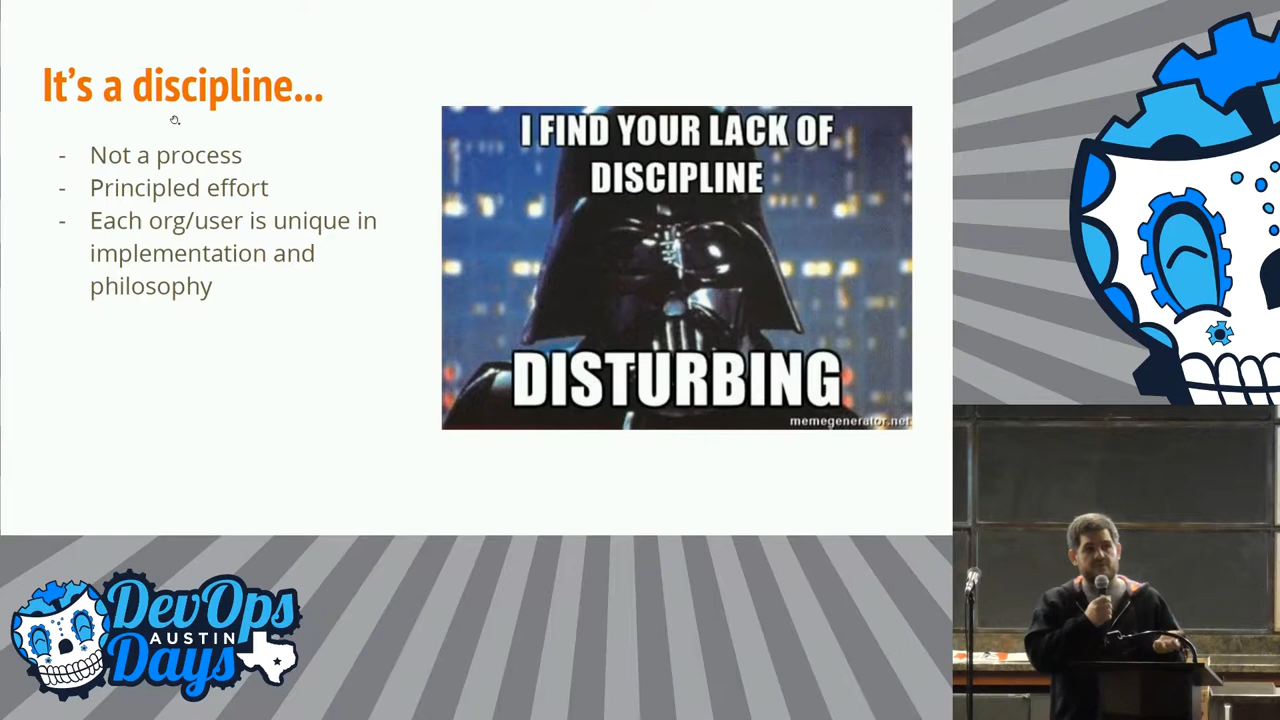 It's a discipline...
- Not a process
- Principled effort
- Each org/user is unique in
implementation and
philosophy
I FIND YOUR LACK OF
DISCIPLINE
DISTURBING
memegenerator.net
DevOps
AUSTIN
Days